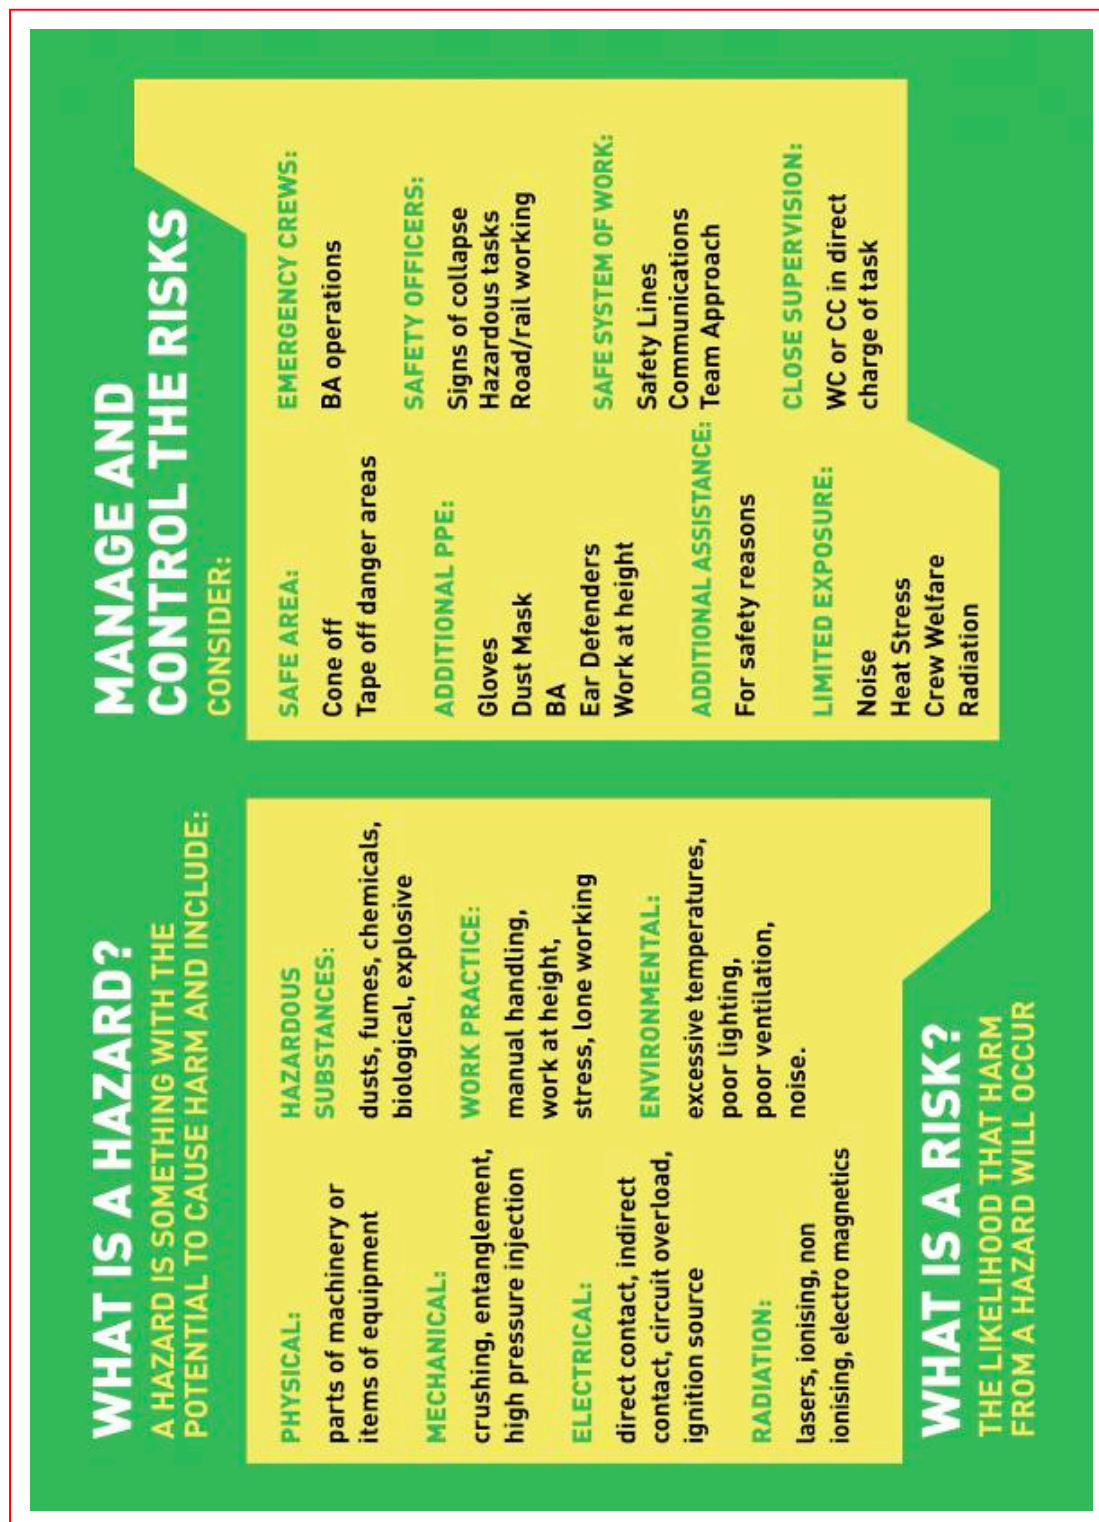 WHAT IS A HAZARD?
A HAZARD IS SOMETHING WITH THE
POTENTIAL TO CAUSE HARM AND INCLUDE:
PHYSICAL:
parts of machinery or
items of equipment
MECHANICAL:
crushing, entanglement,
high pressure injection
ELECTRICAL:
direct contact, indirect
contact, circuit overload,
ignition source
RADIATION:
lasers, ionising, non
ionising, electro magnetics
HAZARDOUS
SUBSTANCES:
dusts, fumes, chemicals,
biological, explosive
WORK PRACTICE:
manual handling,
work at height,
stress, lone working
ENVIRONMENTAL:
excessive temperatures,
poor lighting,
poor ventilation,
noise.
WHAT IS A RISK?
THE LIKELIHOOD THAT HARM
FROM A HAZARD WILL OCCUR
MANAGE AND
CONTROL THE RISKS
CONSIDER:
SAFE AREA:
Cone off
Tape off danger areas
ADDITIONAL PPE:
Gloves
Dust Mask
BA
Ear Defenders
Work at height
ADDITIONAL ASSISTANCE:
For safety reasons
LIMITED EXPOSURE:
Noise
Heat Stress
Crew Welfare
Radiation
EMERGENCY CREWS:
BA operations
SAFETY OFFICERS:
Signs of collapse
Hazardous tasks
Road/rail working
SAFE SYSTEM OF WORK:
Safety Lines
Communications
Team Approach
CLOSE SUPERVISION:
WC or CC in direct
charge of task